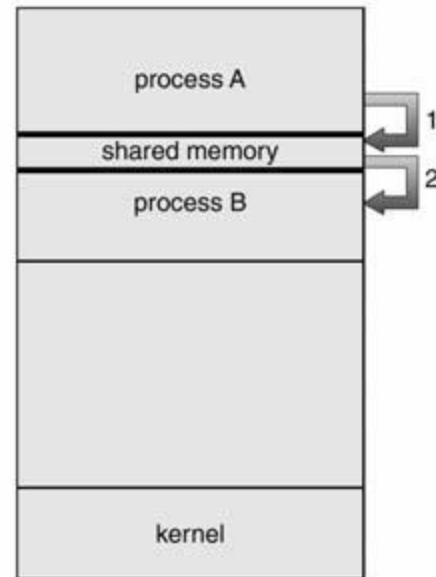 process A
1
shared memory
2
process B
kernel